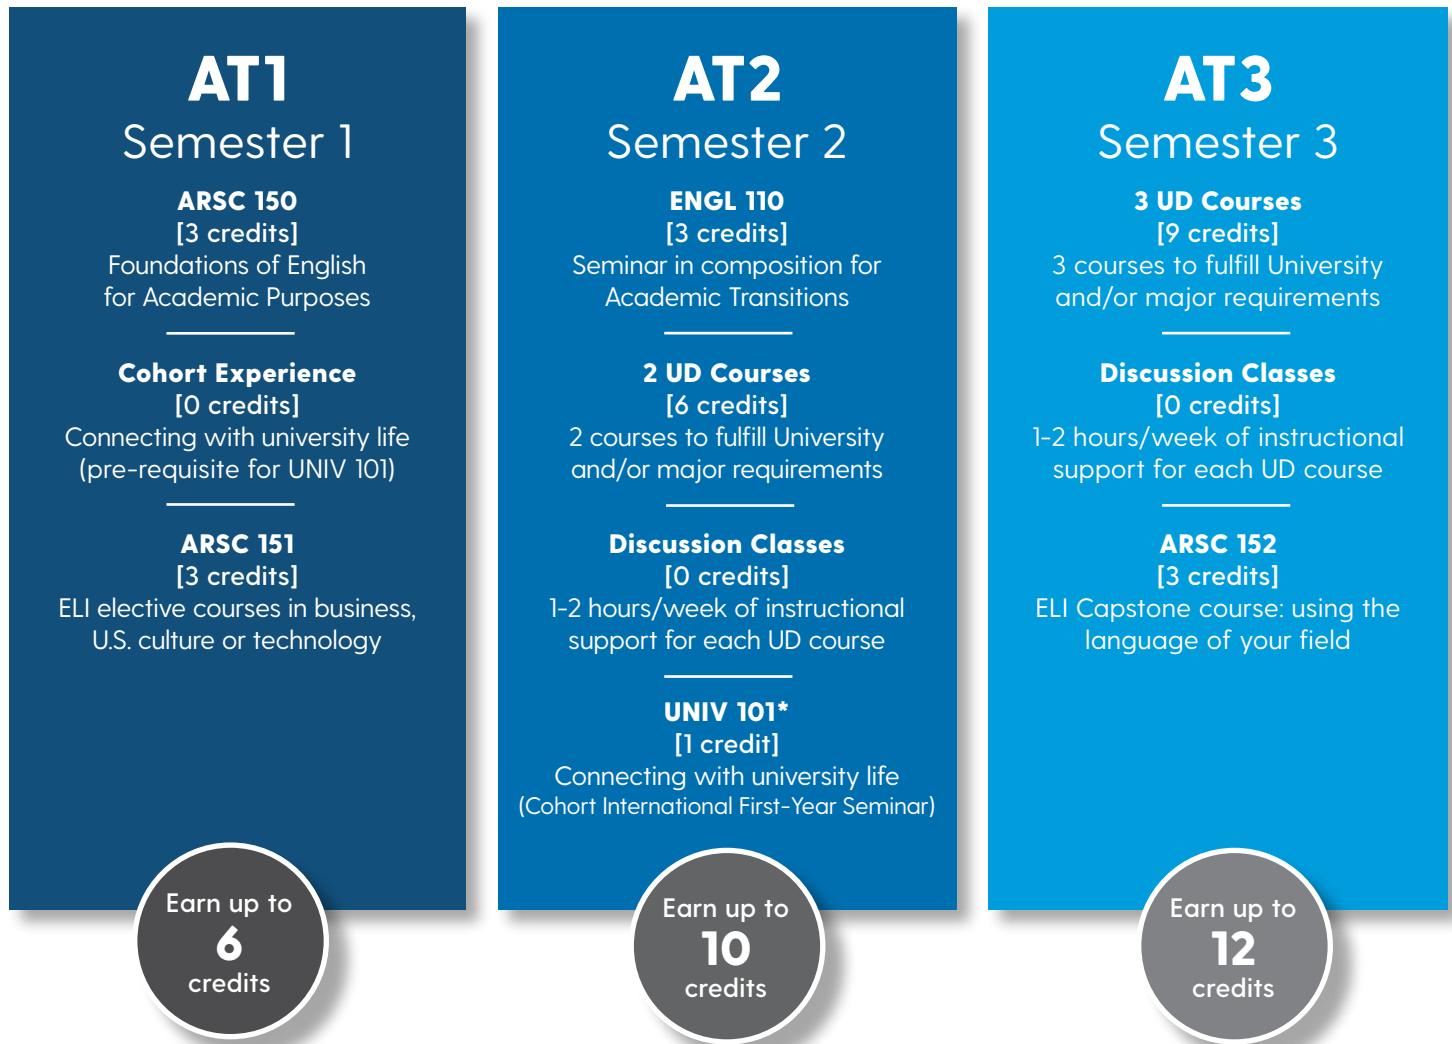 AT1
Semester 1
ARSC 150
[3 credits]
Foundations of English
for Academic Purposes
Cohort Experience
[0 credits]
Connecting with university life
(pre-requisite for UNIV 101)
ARSC 151
[3 credits]
ELI elective courses in business,
U.S. culture or technology
Earn up to
6
credits
AT2
Semester 2
ENGL 110
[3 credits]
Seminar in composition for
Academic Transitions
2 UD Courses
[6 credits]
2 courses to fulfill University
and/or major requirements
Discussion Classes
[0 credits]
1-2 hours/week of instructional
support for each UD course
UNIV 101*
[1 credit]
Connecting with university life
(Cohort International First-Year Seminar)
Earn up to
10
credits
AT3
Semester 3
3 UD Courses
[9 credits]
3 courses to fulfill University
and/or major requirements
Discussion Classes
[0 credits]
1-2 hours/week of instructional
support for each UD course
ARSC 152
[3 credits]
ELI Capstone course: using the
language of your field
Earn up to
12
credits